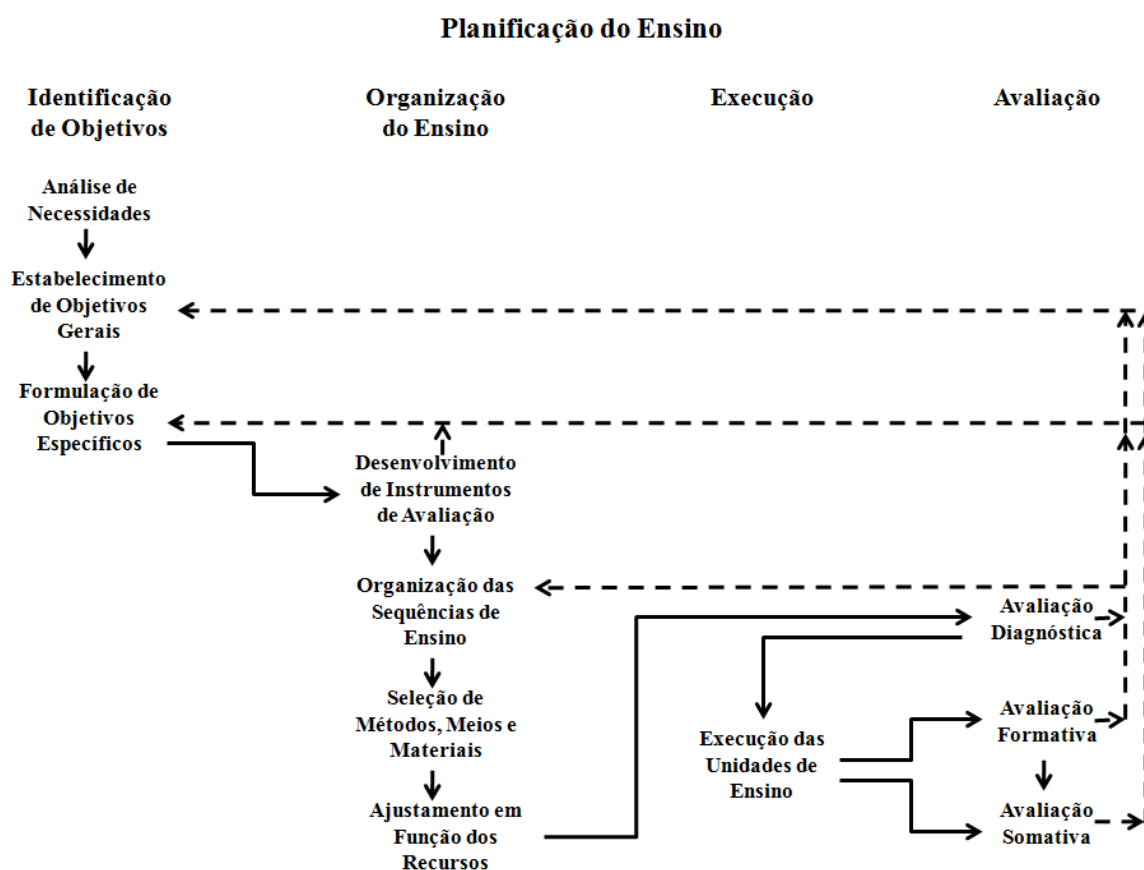 Planificação do Ensino
Identificação
de Objetivos
Organização
do Ensino
Execução
Avaliação
Análise de
Necessidades
Estabelecimento
de Objetivos
Gerais
Formulação de
Objetivos
Específicos
Desenvolvimento
de Instrumentos
de Avaliação
Organização das
Sequências de
Ensino
Seleção de
Métodos, Meios e
Materiais
Ajustamento em
Função dos
Recursos
Execução das
Unidades de
Ensino
Avaliação
Diagnóstica
Avaliação
Formativa
Avaliação
Somativa